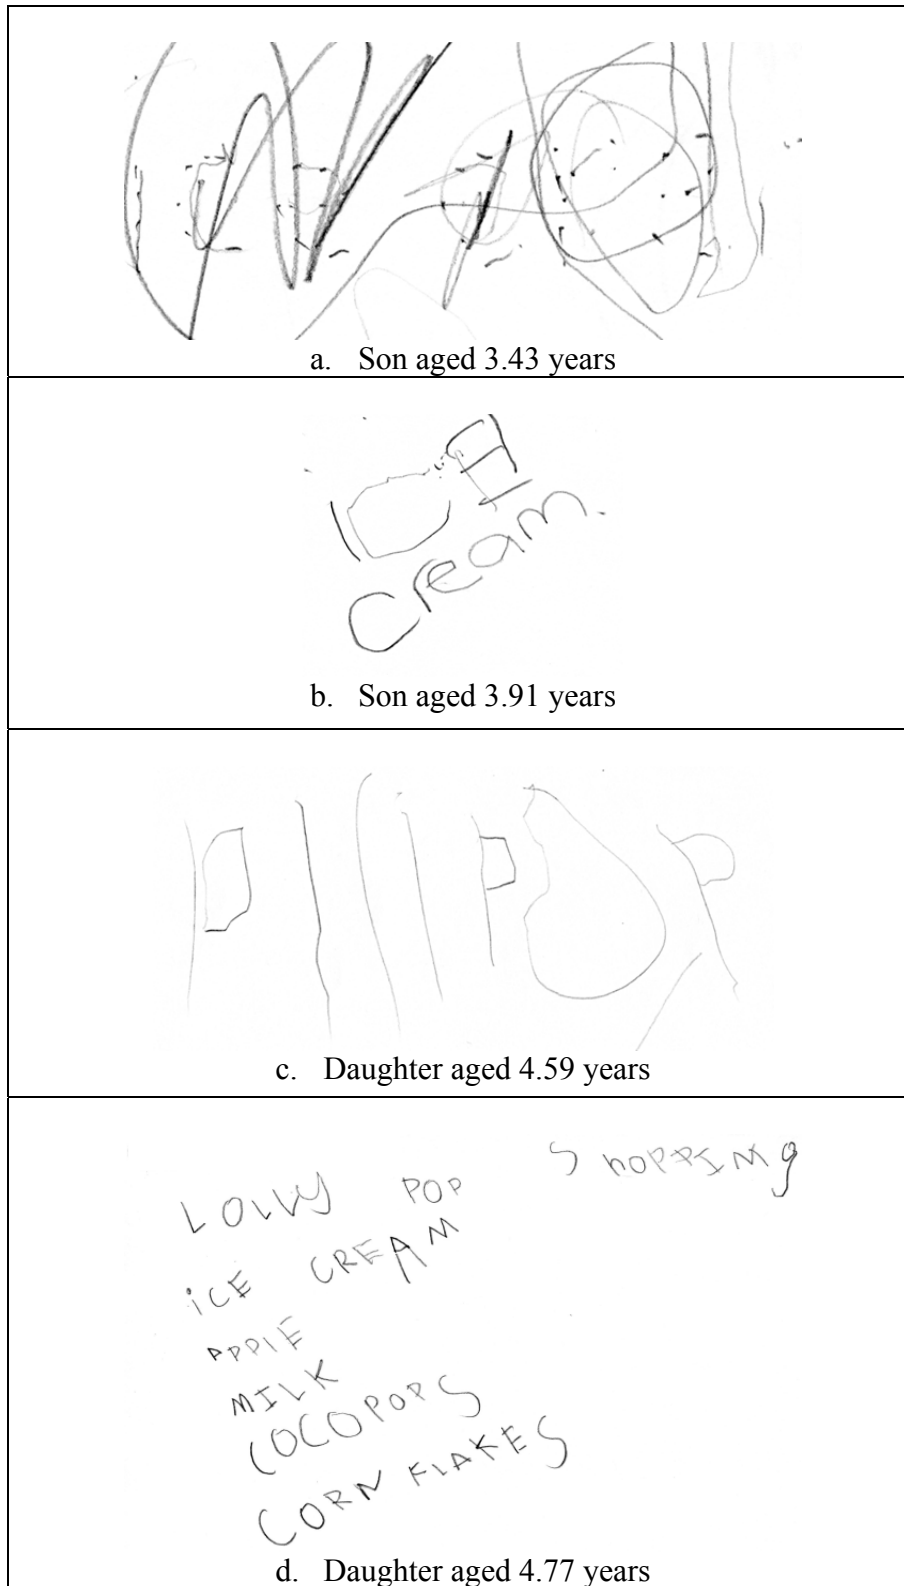 a. Son aged 3.43 years
cream
b. Son aged 3.91 years
c. Daughter aged 4.59 years
ShOPPING
LOLLY POP
iCE CREAM
APPlE
MILK
COCOPOPS
CORN FLAKES
d. Daughter aged 4.77 years